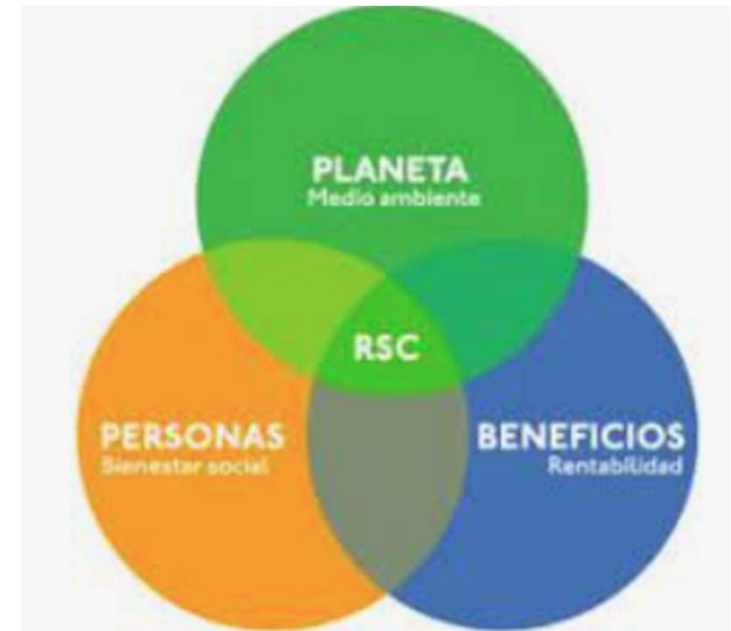 PLANETA
Medio ambiente
RSC
PERSONAS
Bienestar social
BENEFICIOS
Rentabilidad